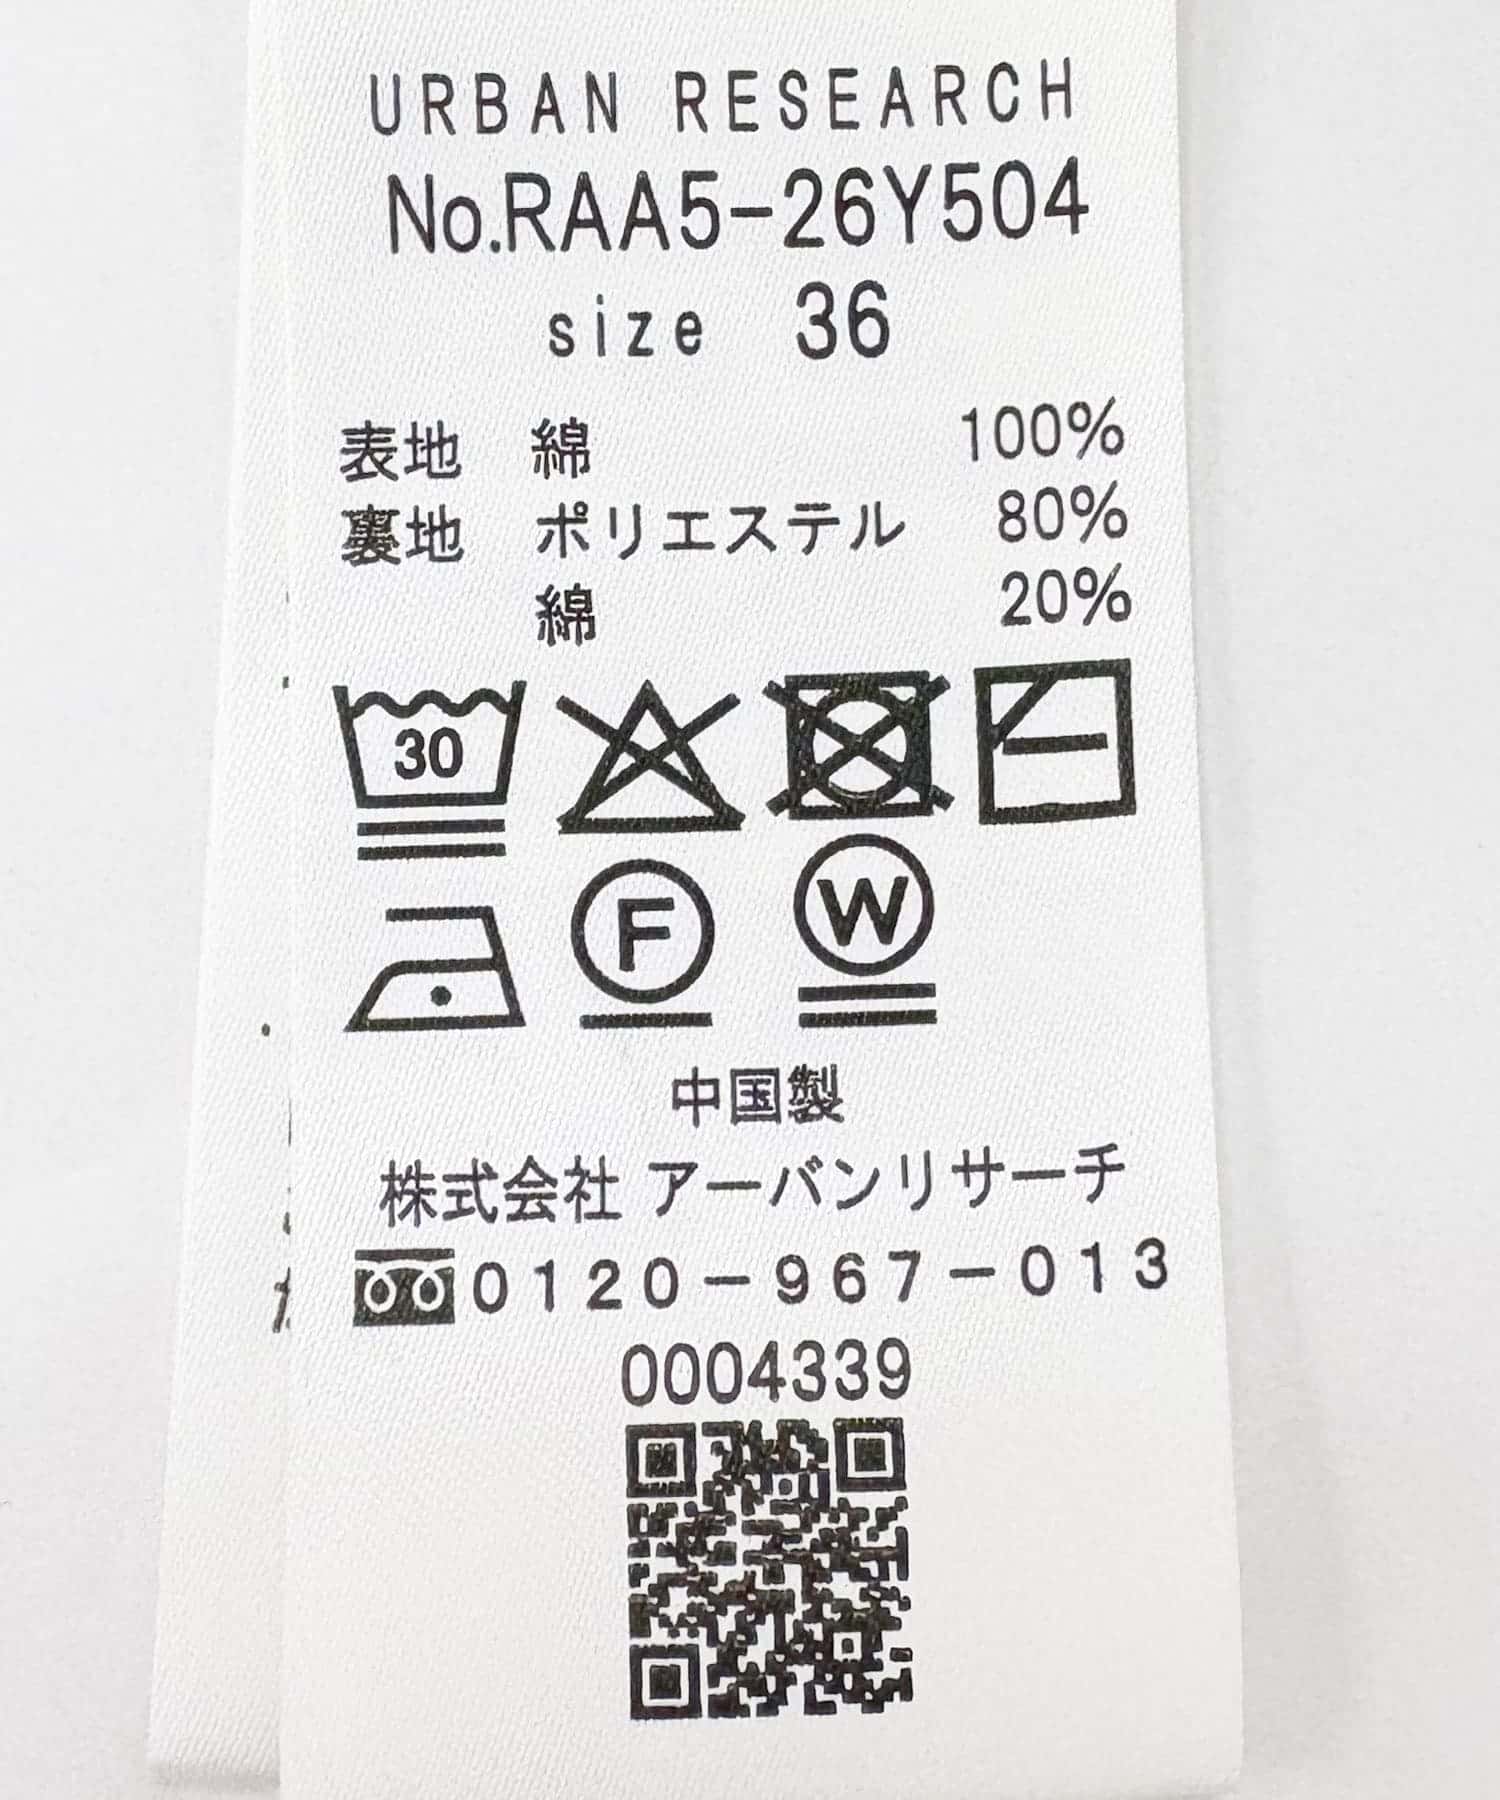 URBAN RESEARCH
No.RAA5-26Y504
size 36
表地 綿 100%
裏地 ポリエステル 80%
綿 20%
30
F W
中国製
株式会社 アーバンリサーチ
0120-967-013
0004339